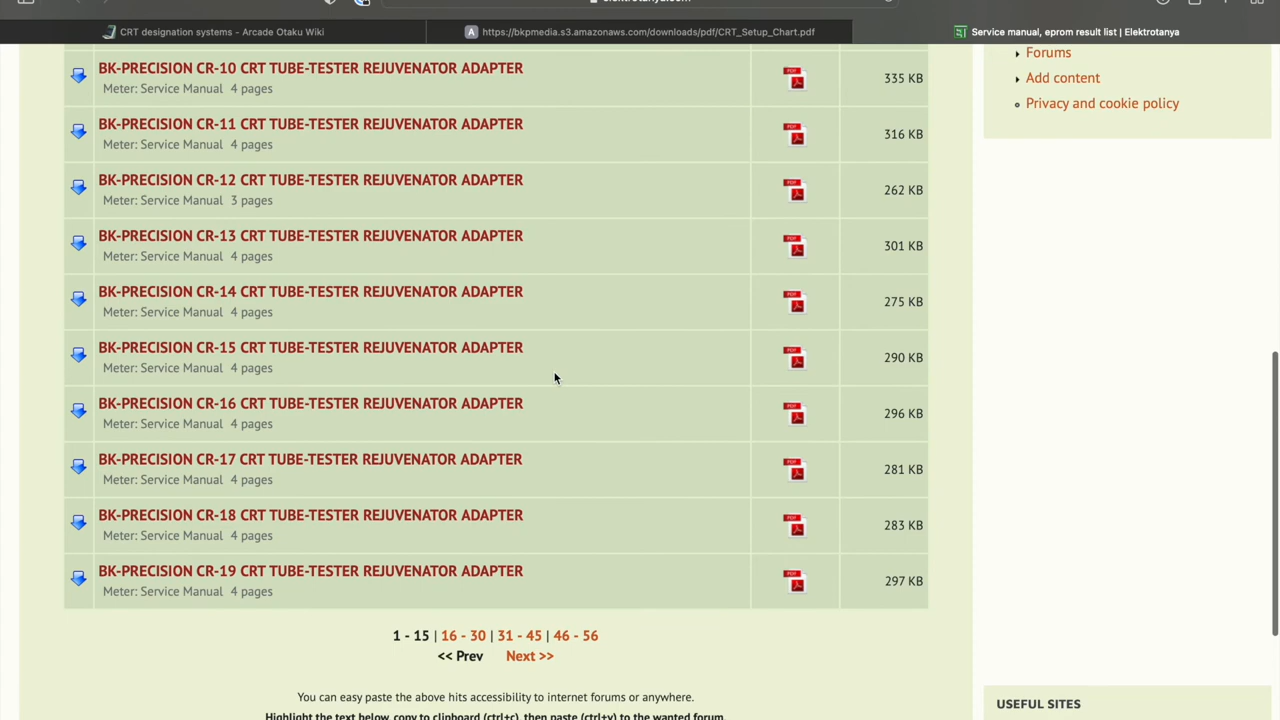 CRT designation systems - Arcade Otaku Wiki
A
https://bkpmedia.s3.amazonaws.com/downloads/pdf/CRT_Setup_Chart.pdf
Service manual, eprom result list | Elektrotanya
BK-PRECISION CR-10 CRT TUBE-TESTER REJUVENATOR ADAPTER
Meter: Service Manual 4 pages
PDF
335 KB
BK-PRECISION CR-11 CRT TUBE-TESTER REJUVENATOR ADAPTER
Meter: Service Manual 4 pages
PDF
316 KB
BK-PRECISION CR-12 CRT TUBE-TESTER REJUVENATOR ADAPTER
Meter: Service Manual 3 pages
PDF
262 KB
BK-PRECISION CR-13 CRT TUBE-TESTER REJUVENATOR ADAPTER
Meter: Service Manual 4 pages
PDF
301 KB
BK-PRECISION CR-14 CRT TUBE-TESTER REJUVENATOR ADAPTER
Meter: Service Manual 4 pages
PDF
275 KB
BK-PRECISION CR-15 CRT TUBE-TESTER REJUVENATOR ADAPTER
Meter: Service Manual 4 pages
PDF
290 KB
BK-PRECISION CR-16 CRT TUBE-TESTER REJUVENATOR ADAPTER
Meter: Service Manual 4 pages
PDF
296 KB
BK-PRECISION CR-17 CRT TUBE-TESTER REJUVENATOR ADAPTER
Meter: Service Manual 4 pages
PDF
281 KB
BK-PRECISION CR-18 CRT TUBE-TESTER REJUVENATOR ADAPTER
Meter: Service Manual 4 pages
PDF
283 KB
BK-PRECISION CR-19 CRT TUBE-TESTER REJUVENATOR ADAPTER
Meter: Service Manual 4 pages
PDF
297 KB
1 - 15 | 16 - 30 | 31 - 45 | 46 - 56
<< Prev Next >>
You can easy paste the above hits accessibility to internet forums or anywhere.
Highlight the text below, copy to clipboard (ctrl+c), then paste (ctrl+v) to the wanted forum.
Forums
Add content
Privacy and cookie policy
USEFUL SITES